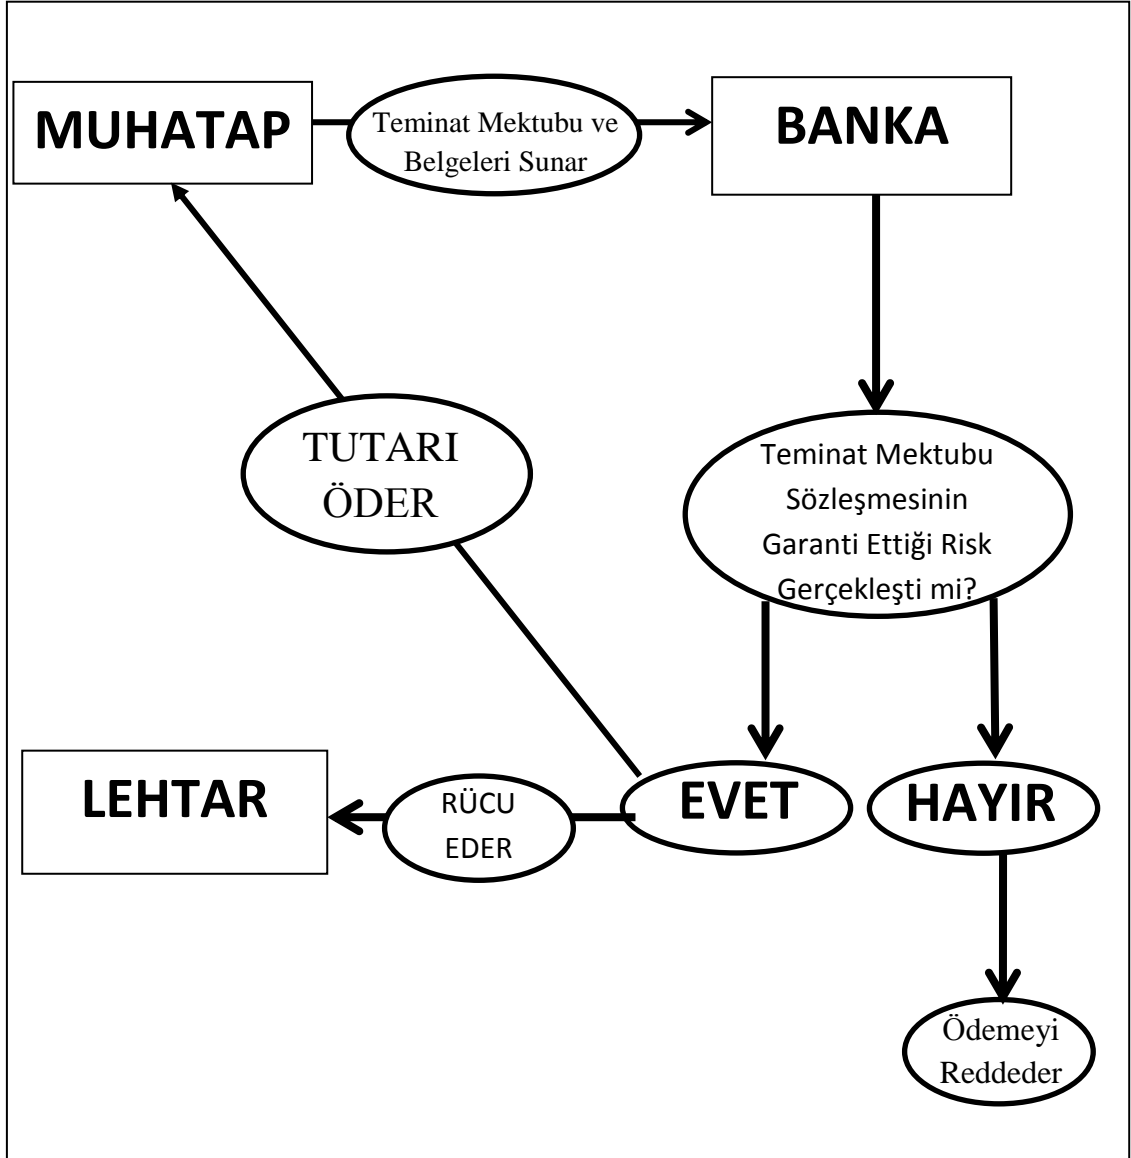 MUHATAP
Teminat Mektubu ve
Belgeleri Sunar
BANKA
TUTARI
ÖDER
Teminat Mektubu
Sözleşmesinin
Garanti Ettiği Risk
Gerçekleşti mi?
LEHTAR
RÜCU
EDER
EVET
HAYIR
Ödemeyi
Reddeder